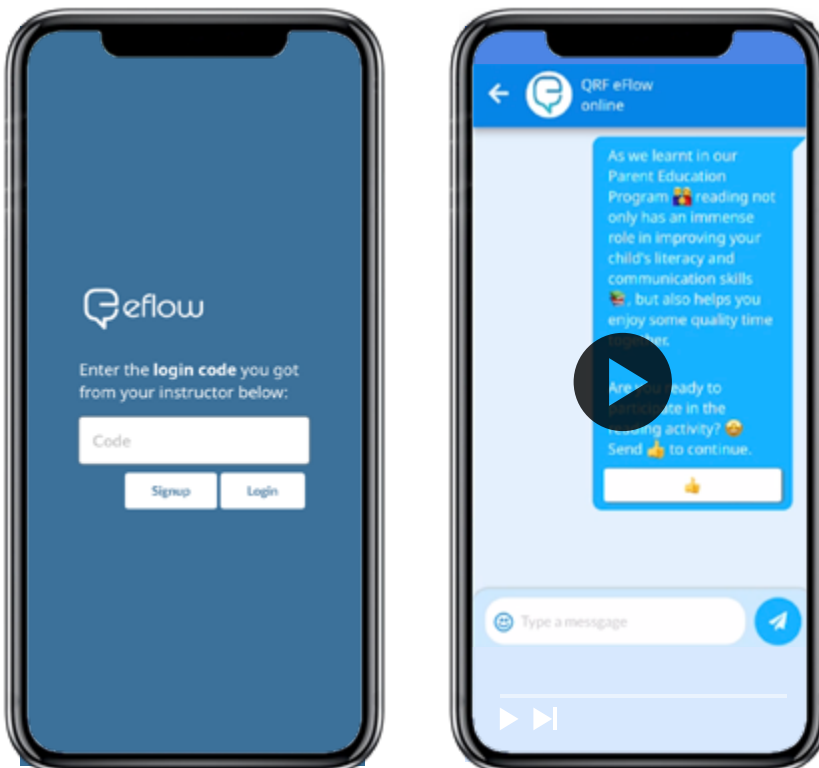 eflow
Enter the login code you got
from your instructor below:
Code
Signup
Login
QRF eFlow
online
As we learnt in our
Parent Education
Program 👪 reading not
only has an immense
role in improving your
child's literacy and
communication skills
📚, but also helps you
enjoy some quality time
together.
Are you ready to
participate in the
reading activity? 🤩
Send 👍 to continue.
👍
Type a messgage